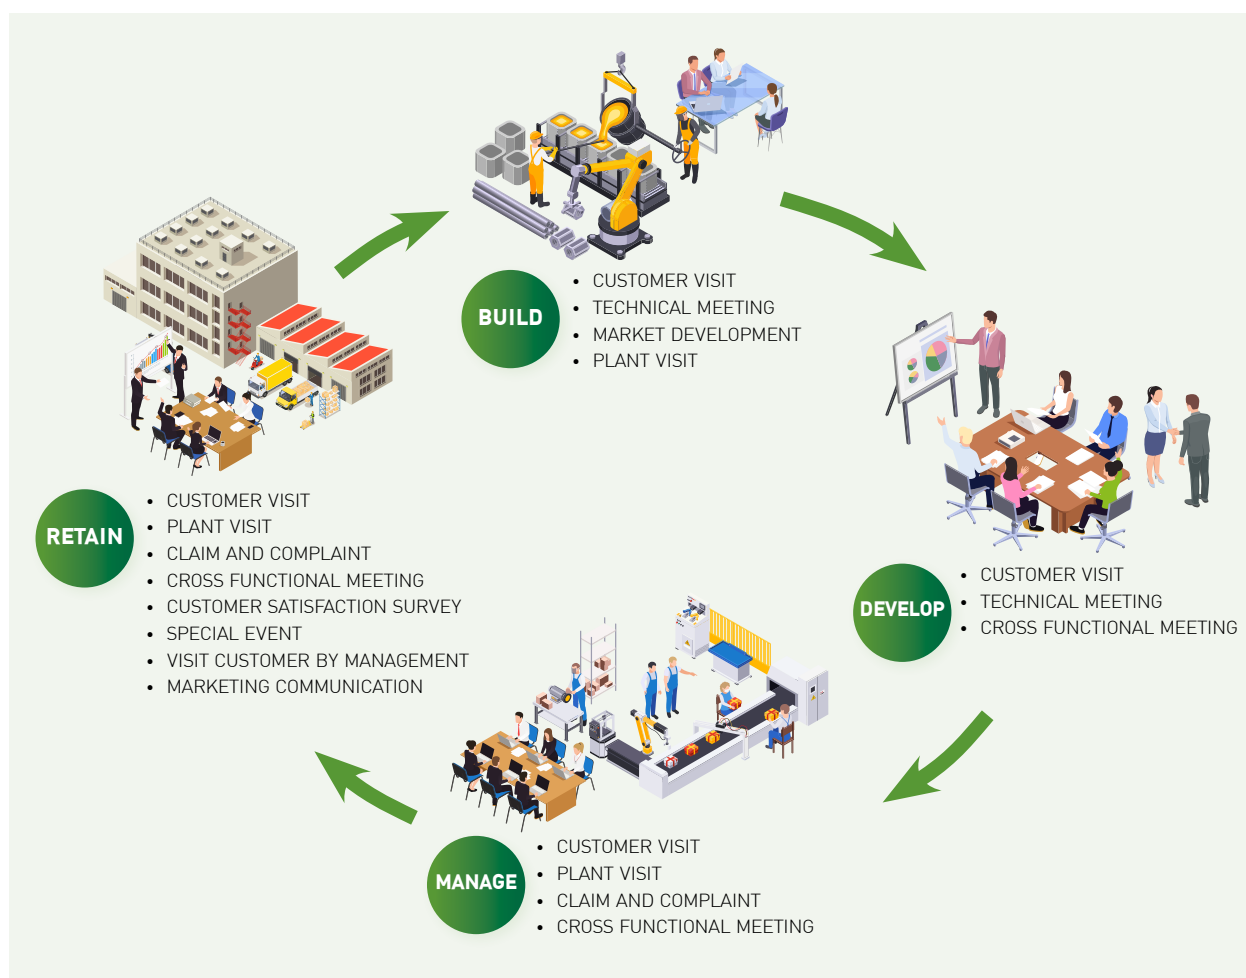 BUILD
• CUSTOMER VISIT
• TECHNICAL MEETING
• MARKET DEVELOPMENT
• PLANT VISIT
DEVELOP
• CUSTOMER VISIT
• TECHNICAL MEETING
• CROSS FUNCTIONAL MEETING
MANAGE
• CUSTOMER VISIT
• PLANT VISIT
• CLAIM AND COMPLAINT
• CROSS FUNCTIONAL MEETING
RETAIN
• CUSTOMER VISIT
• PLANT VISIT
• CLAIM AND COMPLAINT
• CROSS FUNCTIONAL MEETING
• CUSTOMER SATISFACTION SURVEY
• SPECIAL EVENT
• VISIT CUSTOMER BY MANAGEMENT
• MARKETING COMMUNICATION